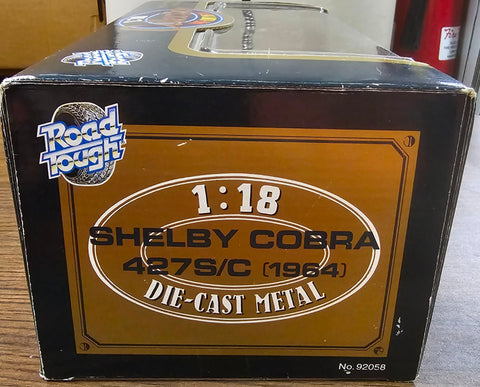 Road
Tough
1:18
SHELBY COBRA
427S/C (1964)
DIE-CAST METAL
No.92058